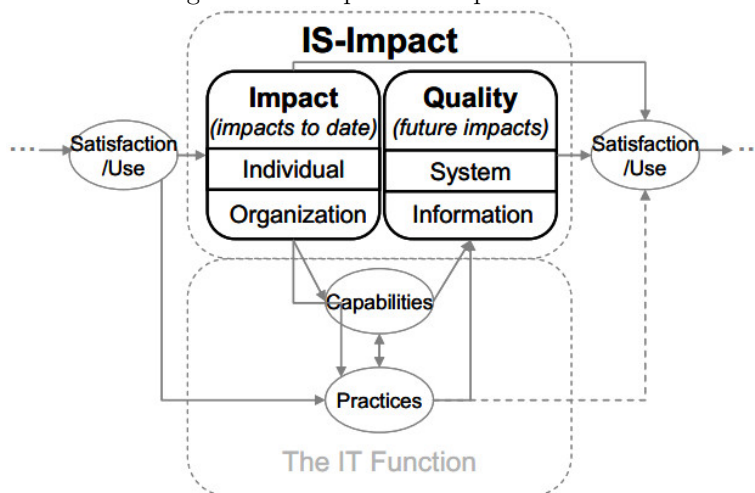 IS-Impact
Impact
(impacts to date)
Individual
Organization
Quality
(future impacts)
System
Information
...
Satisfaction
/Use
Satisfaction
/Use
...
Capabilities
Practices
The IT Function